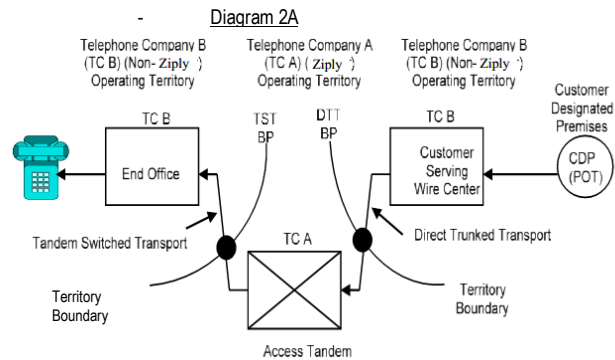 - Diagram 2A
Telephone Company B
(TC B) (Non- Ziply )
Operating Territory
Telephone Company A
(TC A) ( Ziply )
Operating Territory
Telephone Company B
(TC B) (Non- Ziply )
Operating Territory
Customer
Designated
Premises
TC B
TST
BP
DTT
BP
TC B
End Office
Customer
Serving
Wire Center
CDP
(POT)
Tandem Switched Transport
TC A
Direct Trunked Transport
Territory
Boundary
Territory
Boundary
Access Tandem